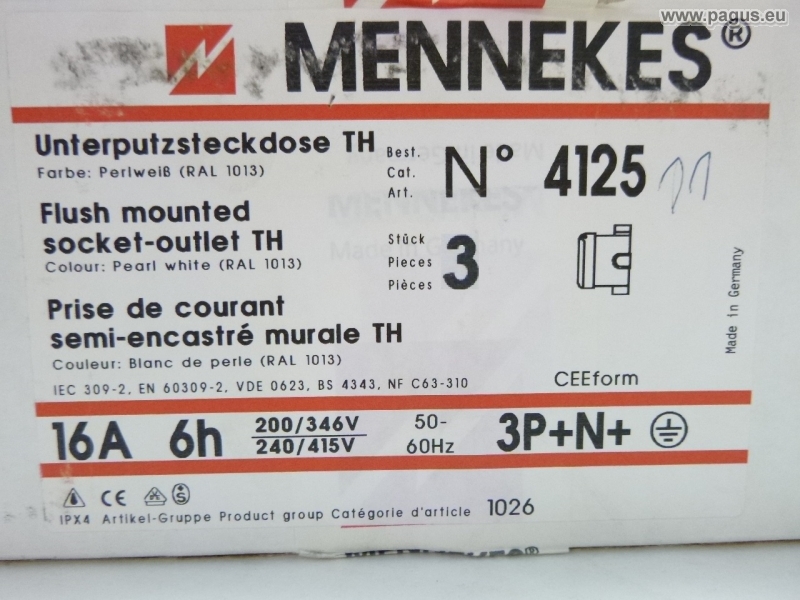 www.pagus.eu
MENNEKES®
Unterputzsteckdose TH
Farbe: Perlweiß (RAL 1013)
Best.
Cat.
Art.
N° 4125
11
Flush mounted
socket-outlet TH
Colour: Pearl white (RAL 1013)
Stück
Pieces
Pièces
3
Made in Germany
Prise de courant
semi-encastré murale TH
Couleur: Blanc de perle (RAL 1013)
IEC 309-2, EN 60309-2, VDE 0623, BS 4343, NF C63-310
CEEform
16A 6h 200/346V
240/415V
50-
60Hz
3P+N+
CE S
IPX4 Artikel-Gruppe Product group Catégorie d'article 1026
MENNEKES®